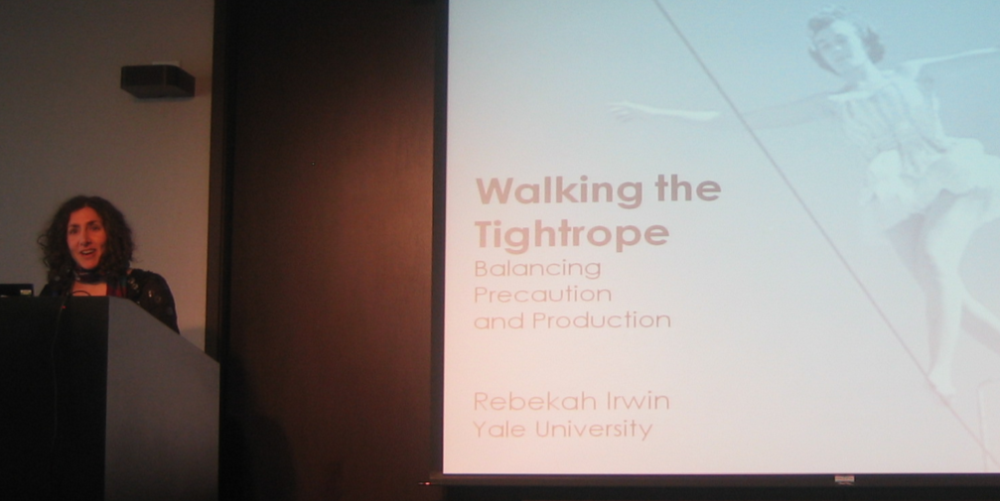 Walking the
Tightrope
Balancing
Precaution
and Production
Rebekah Irwin
Yale University